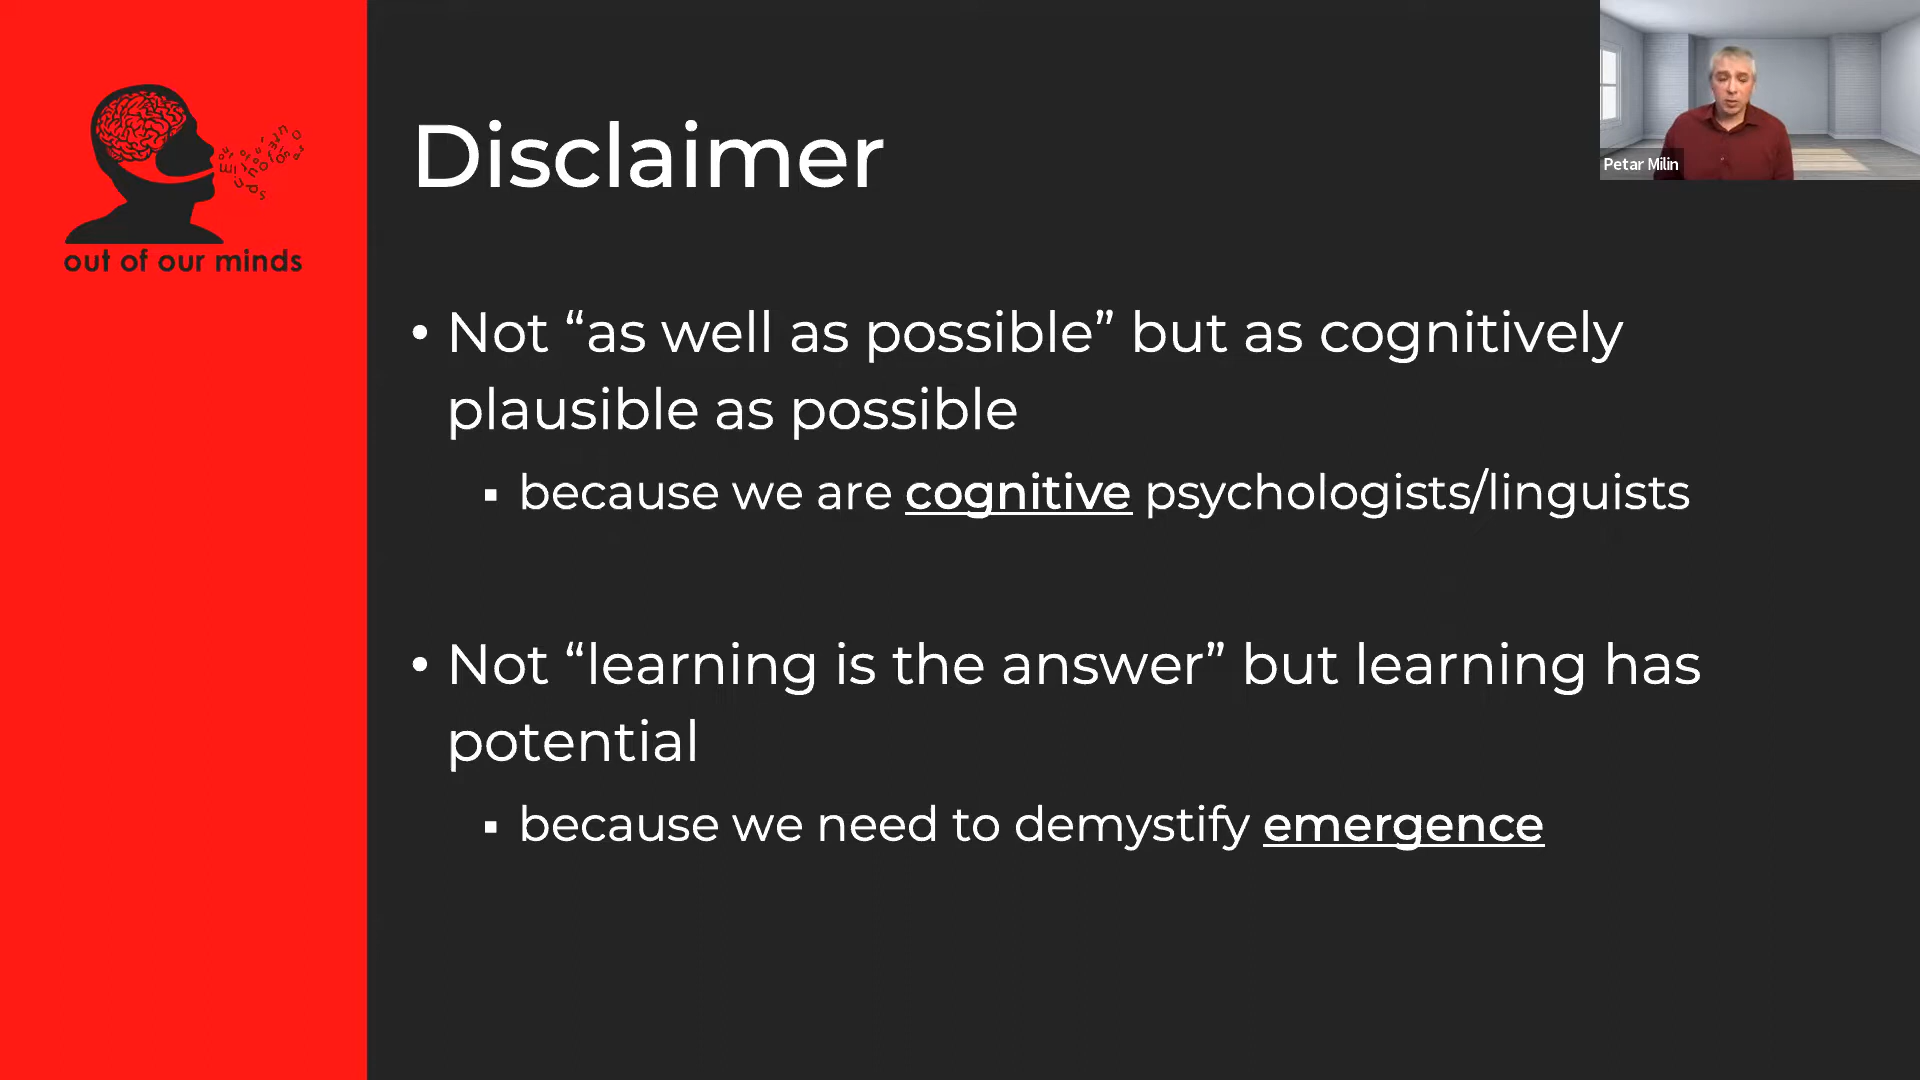 out of our minds
Disclaimer
Petar Milin
• Not “as well as possible” but as cognitively
plausible as possible
▪ because we are cognitive psychologists/linguists
• Not “learning is the answer” but learning has
potential
▪ because we need to demystify emergence